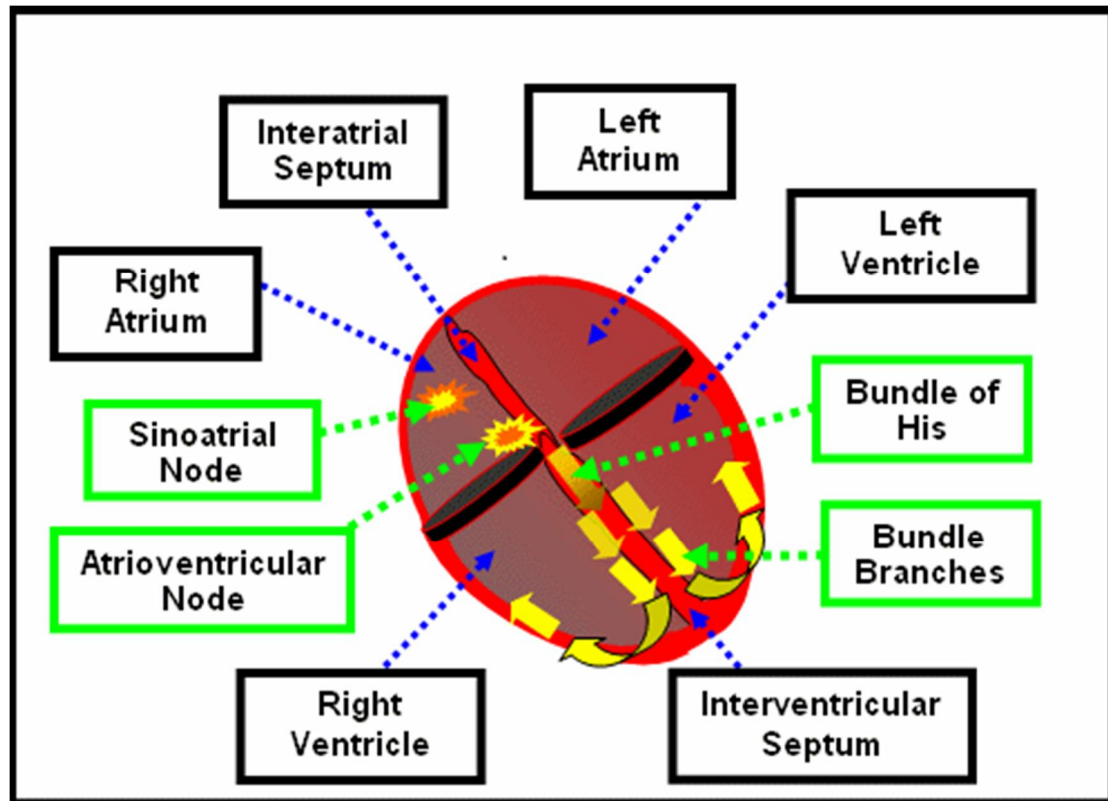 Interatrial
Septum
Left
Atrium
Left
Ventricle
Right
Atrium
Sinoatrial
Node
Bundle of
His
Atrioventricular
Node
Bundle
Branches
Right
Ventricle
Interventricular
Septum